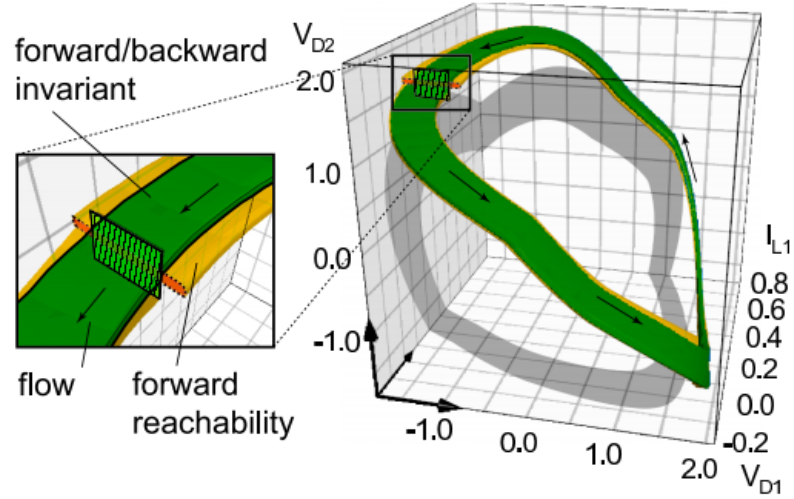 forward/backward
invariant
flow
forward
reachability
V_D2
2.0
1.0
0.0
-1.0
-1.0
0.0
1.0
2.0
V_D1
I_L1
0.8
0.6
0.4
0.2
0.0
-0.2